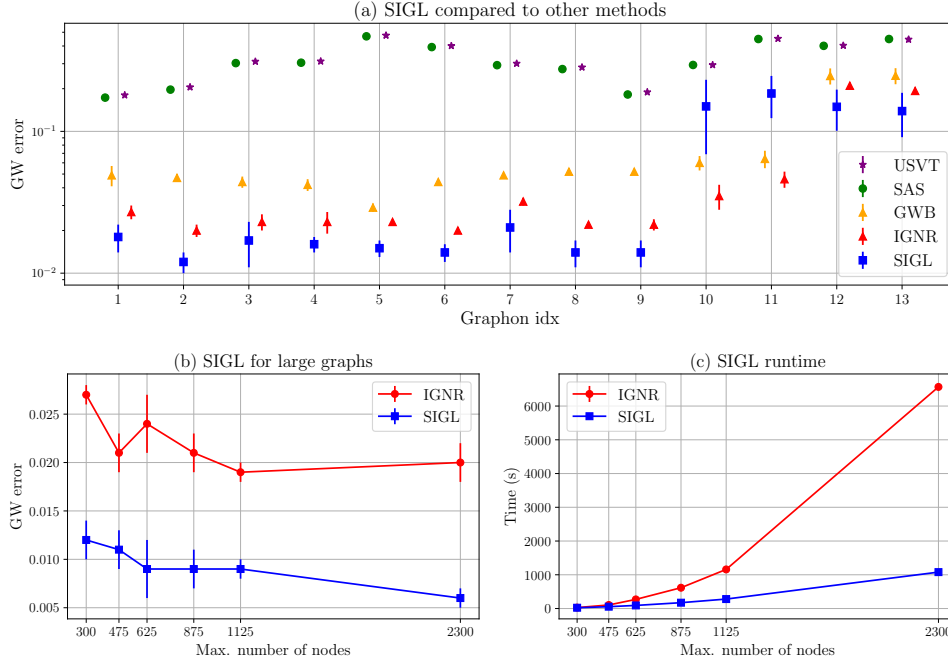 (a) SIGL compared to other methods
GW error
10⁻¹
10⁻²
USVT
SAS
GWB
IGNR
SIGL
1 2 3 4 5 6 7 8 9 10 11 12 13
Graphon idx
(b) SIGL for large graphs
GW error
0.025
0.020
0.015
0.010
0.005
IGNR
SIGL
300 475 625 875 1125 2300
Max. number of nodes
(c) SIGL runtime
Time (s)
6000
5000
4000
3000
2000
1000
0
IGNR
SIGL
300 475 625 875 1125 2300
Max. number of nodes